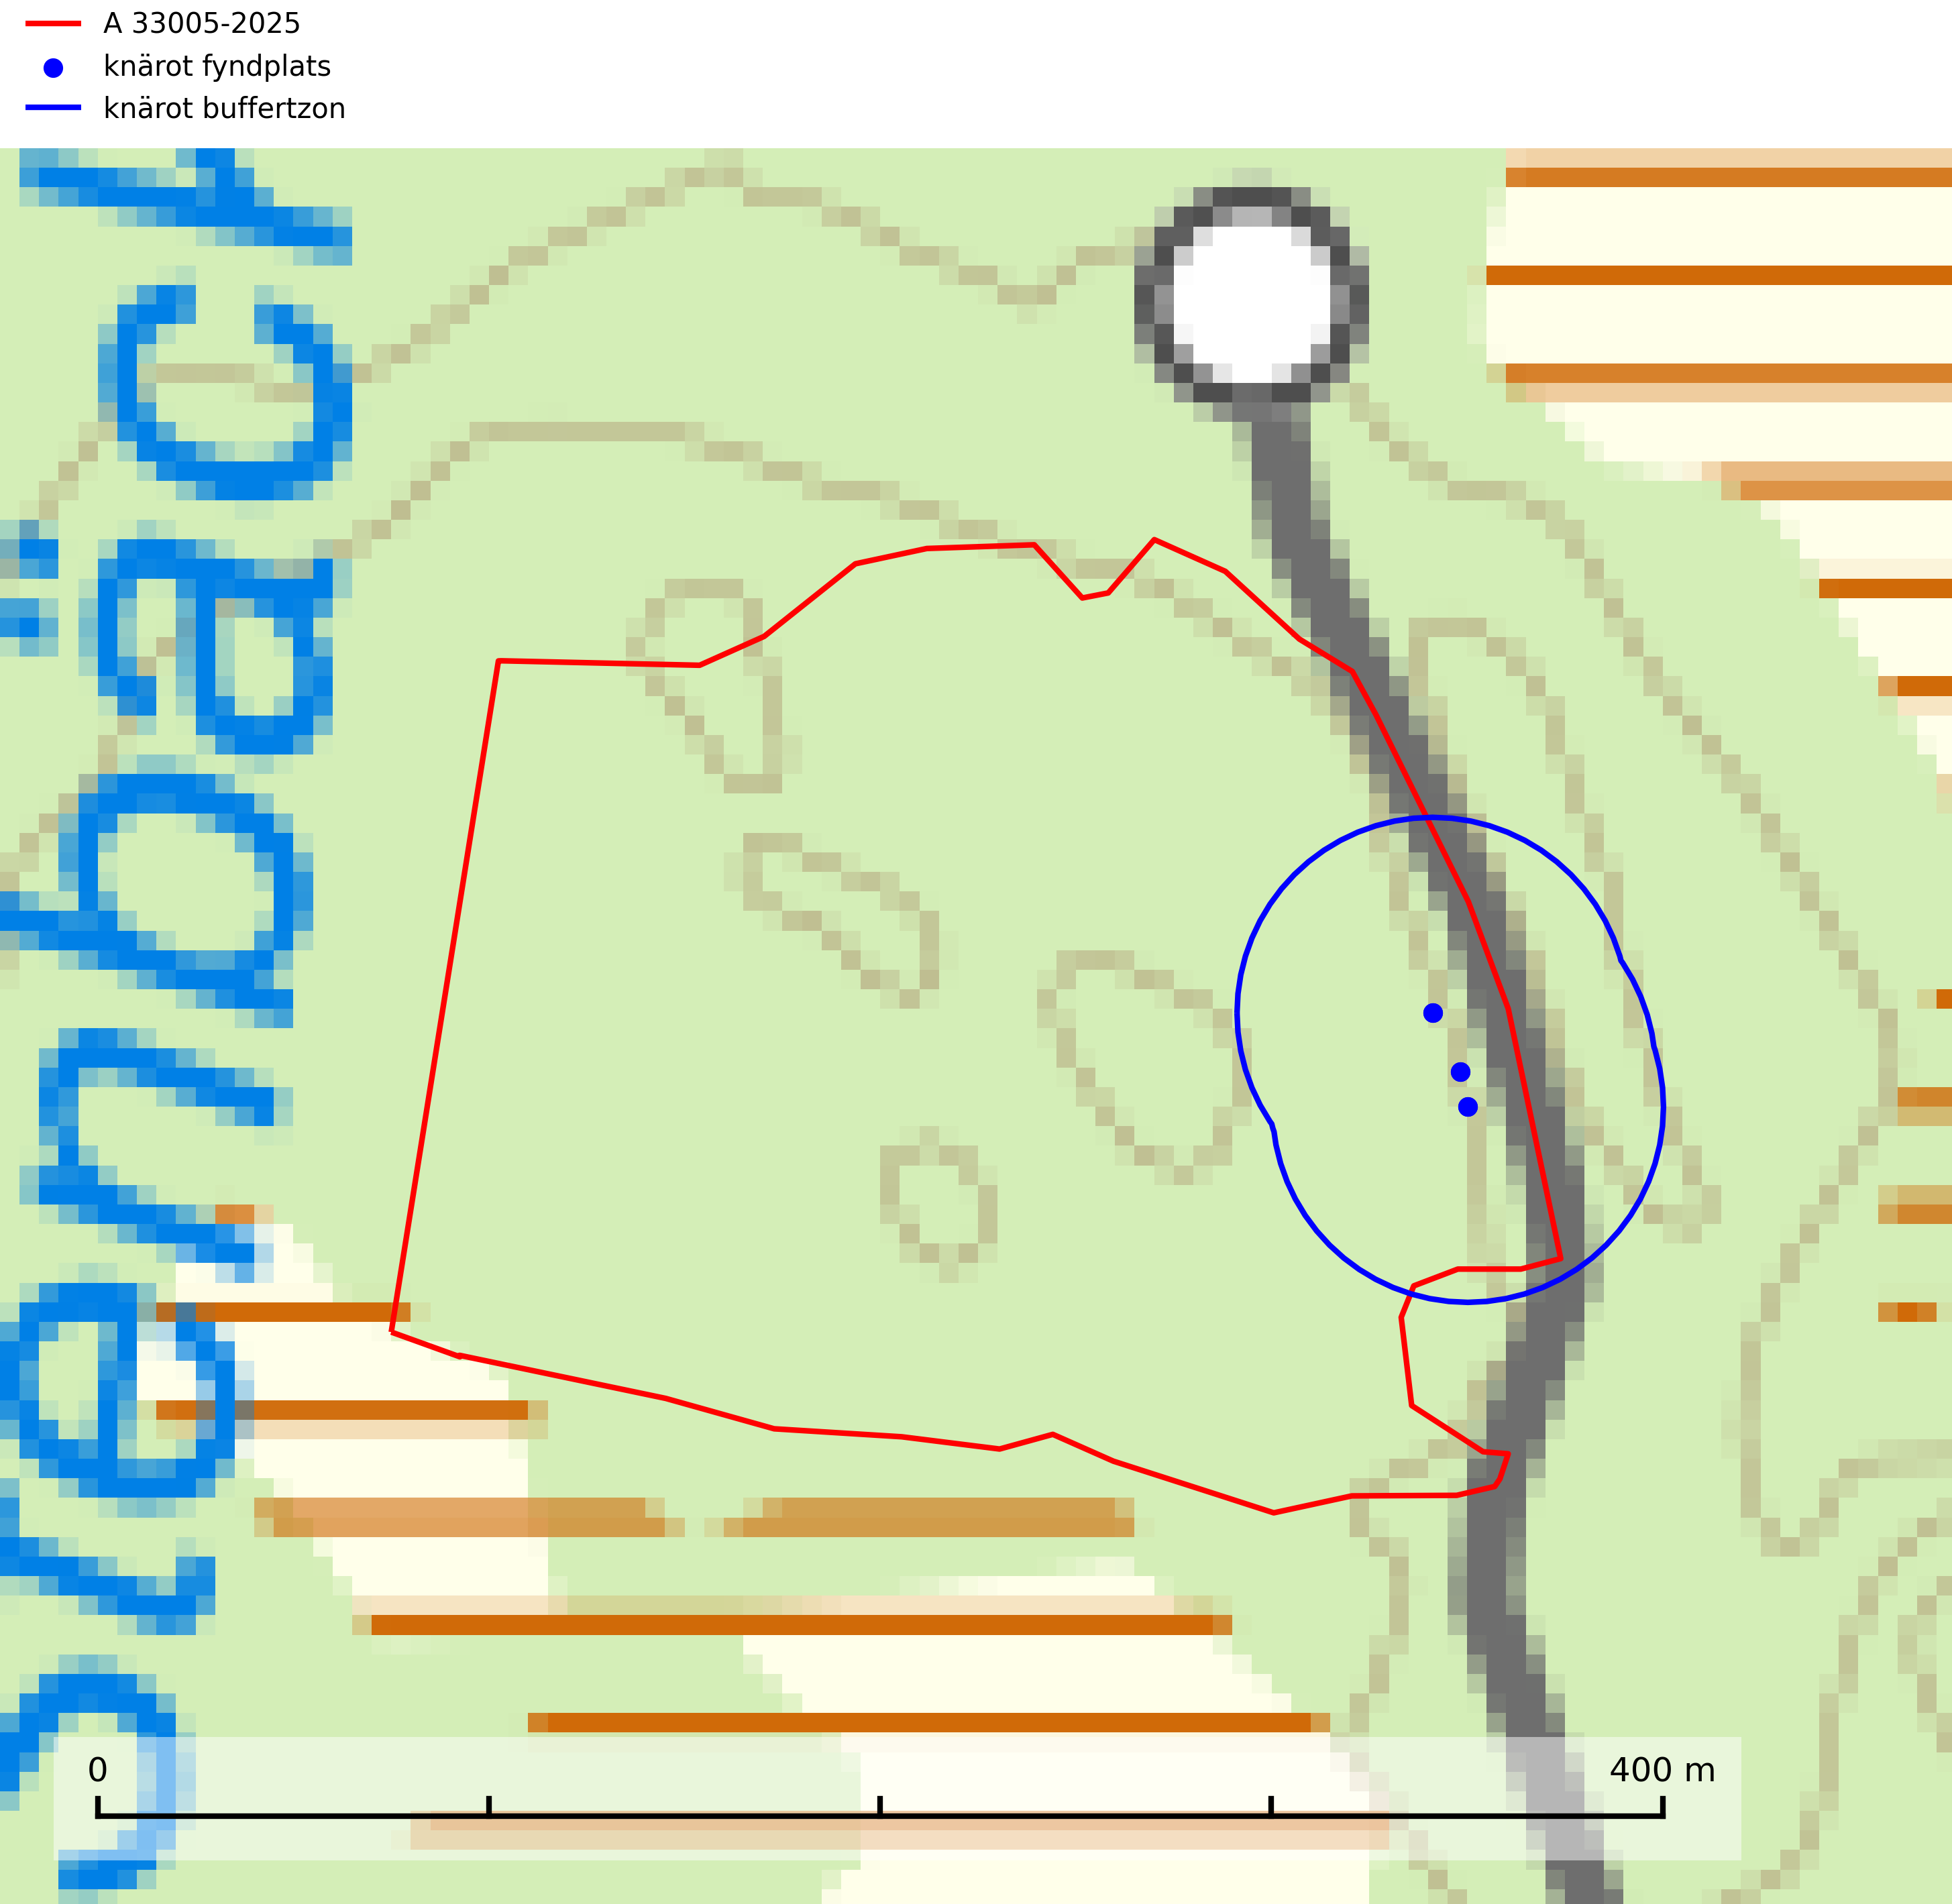 A 33005-2025
knärot fyndplats
knärot buffertzon
0
400 m